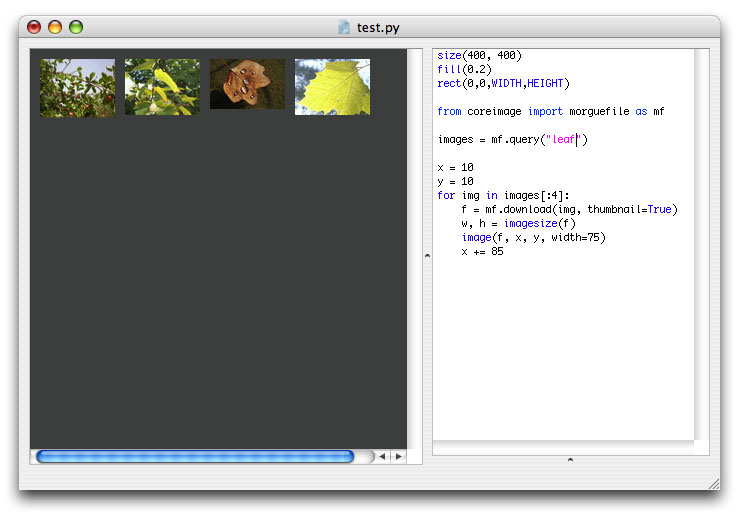 test.py
size(400, 400)
fill(0.2)
rect(0,0,WIDTH,HEIGHT)
from coreimage import morguefile as mf
images = mf.query("leaf")
x = 10
y = 10
for img in images[:4]:
    f = mf.download(img, thumbnail=True)
    w, h = imagesize(f)
    image(f, x, y, width=75)
    x += 85